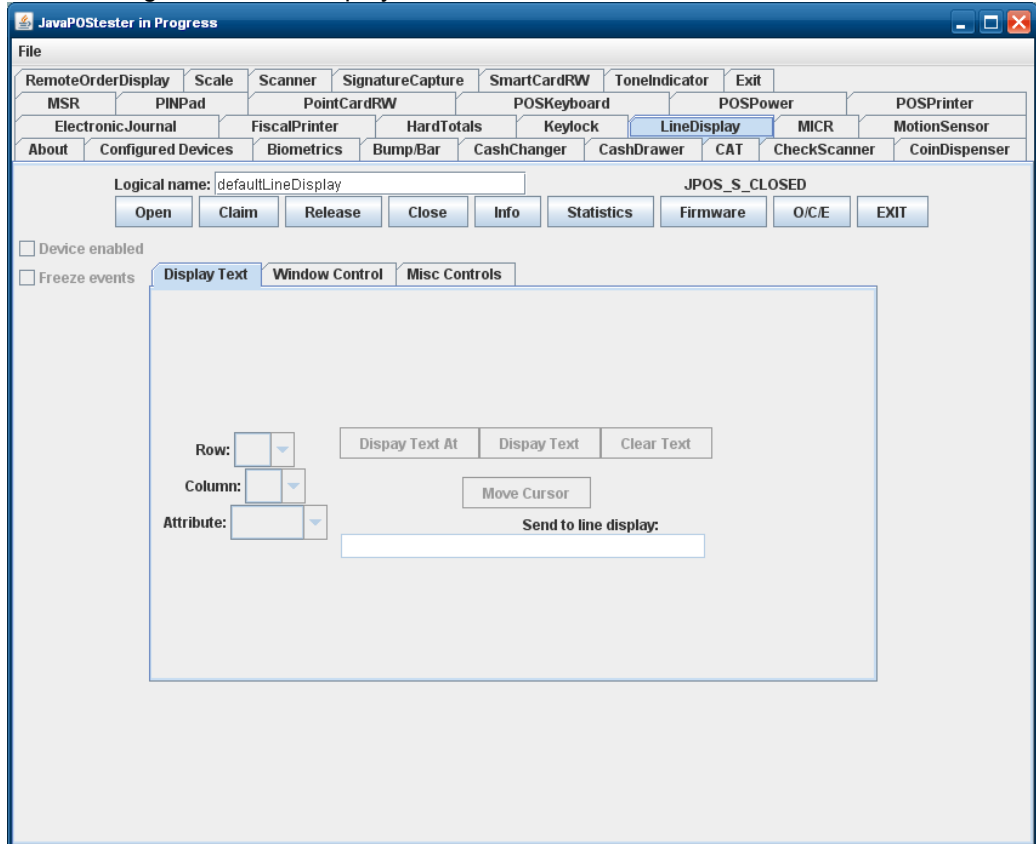 JavaPOStester in Progress
File
RemoteOrderDisplay Scale Scanner SignatureCapture SmartCardRW ToneIndicator Exit
MSR PINPad PointCardRW POSKeyboard POSPower POSPrinter
ElectronicJournal FiscalPrinter HardTotals Keylock LineDisplay MICR MotionSensor
About Configured Devices Biometrics Bump/Bar CashChanger CashDrawer CAT CheckScanner CoinDispenser
Logical name: defaultLineDisplay JPOS_S_CLOSED
Open Claim Release Close Info Statistics Firmware O/C/E EXIT
Device enabled
Freeze events Display Text Window Control Misc Controls
Row: Dispay Text At Dispay Text Clear Text
Column: Move Cursor
Attribute: Send to line display: